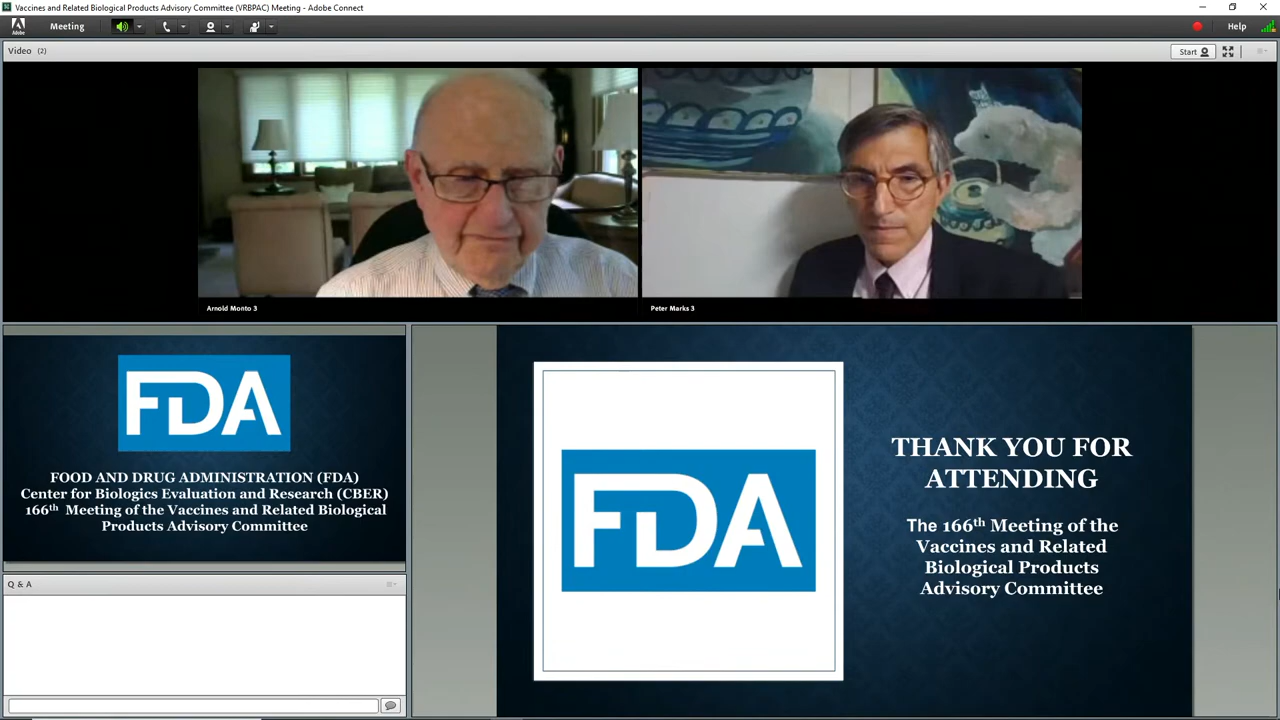 Vaccines and Related Biological Products Advisory Committee (VRBPAC) Meeting - Adobe Connect
Adobe
Meeting
Help
Video (2)
Start
Arnold Monto 3
Peter Marks 3
FDA
FOOD AND DRUG ADMINISTRATION (FDA)
Center for Biologics Evaluation and Research (CBER)
166th Meeting of the Vaccines and Related Biological
Products Advisory Committee
Q & A
FDA
THANK YOU FOR
ATTENDING
The 166th Meeting of the
Vaccines and Related
Biological Products
Advisory Committee